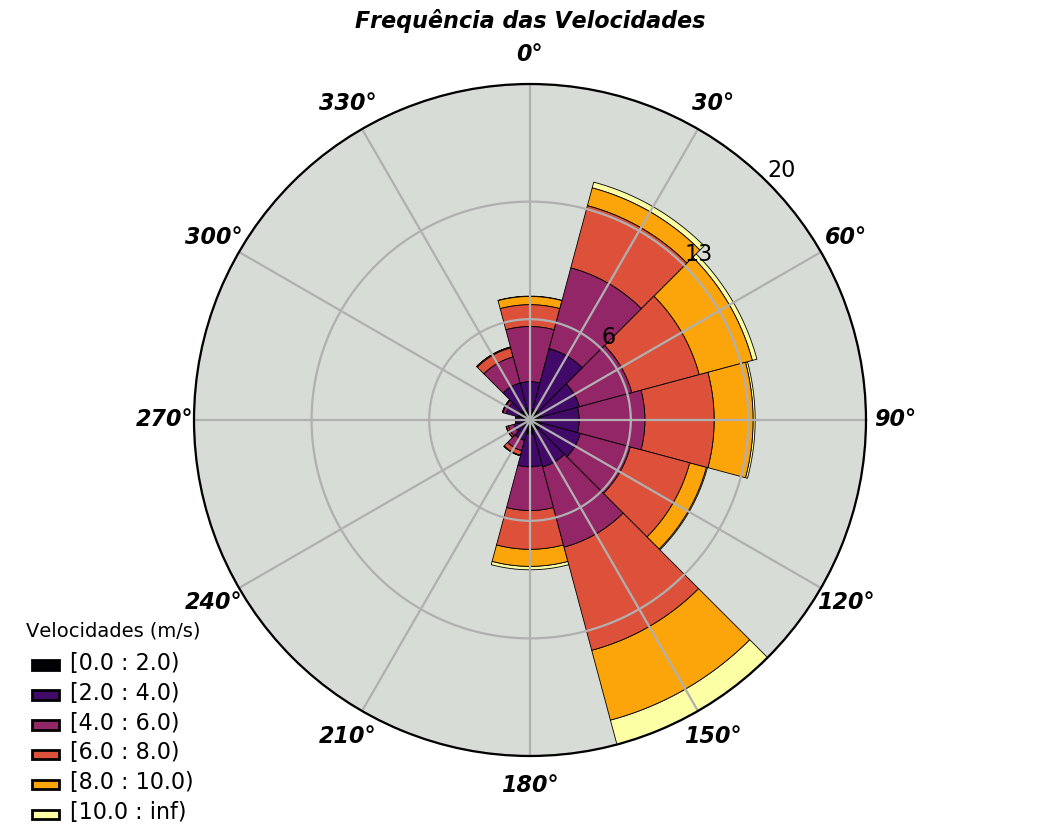 Frequência das Velocidades
0°
330°
30°
20
300°
60°
13
6
270°
90°
240°
120°
210°
150°
180°
Velocidades (m/s)
[0.0 : 2.0)
[2.0 : 4.0)
[4.0 : 6.0)
[6.0 : 8.0)
[8.0 : 10.0)
[10.0 : inf)